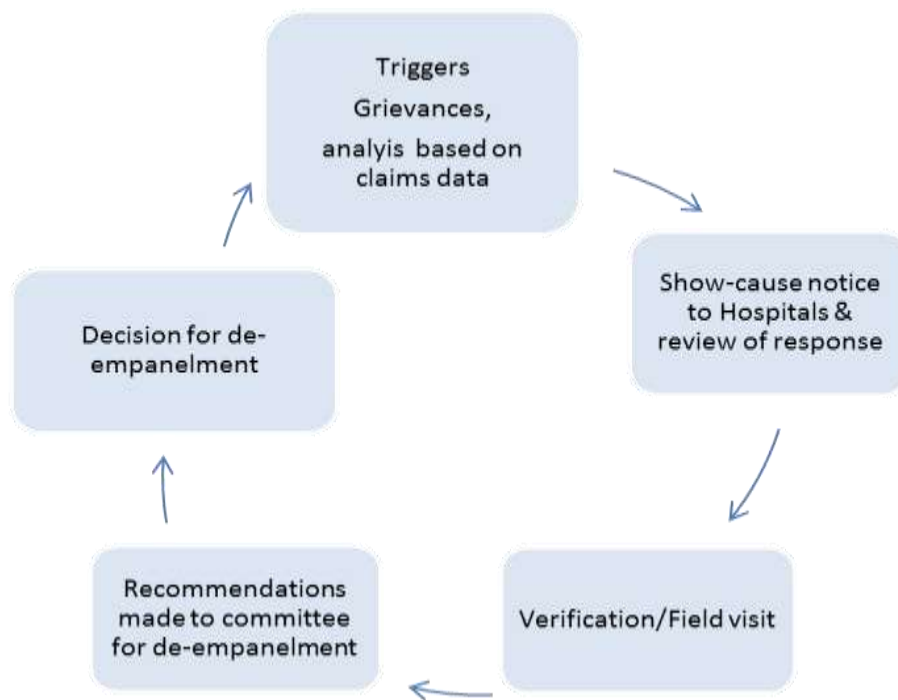 Triggers
Grievances,
analyis based on
claims data
Show-cause notice
to Hospitals &
review of response
Verification/Field visit
Recommendations
made to committee
for de-empanelment
Decision for de-
empanelment